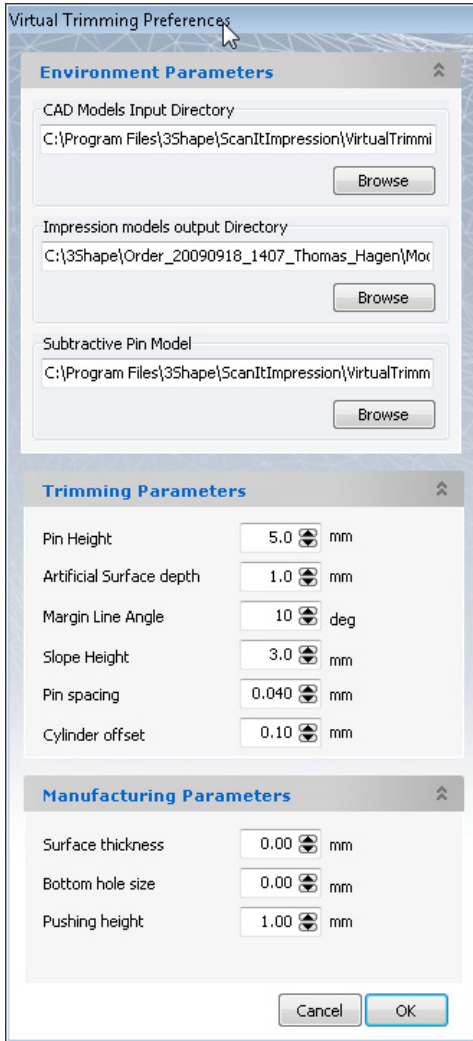 Virtual Trimming Preferences
Environment Parameters
CAD Models Input Directory
C:\Program Files\3Shape\ScanItImpression\VirtualTrimmi
Browse
Impression models output Directory
C:\3Shape\Order_20090918_1407_Thomas_Hagen\Moc
Browse
Subtractive Pin Model
C:\Program Files\3Shape\ScanItImpression\VirtualTrimm
Browse
Trimming Parameters
Pin Height 5.0 mm
Artificial Surface depth 1.0 mm
Margin Line Angle 10 deg
Slope Height 3.0 mm
Pin spacing 0.040 mm
Cylinder offset 0.10 mm
Manufacturing Parameters
Surface thickness 0.00 mm
Bottom hole size 0.00 mm
Pushing height 1.00 mm
Cancel OK